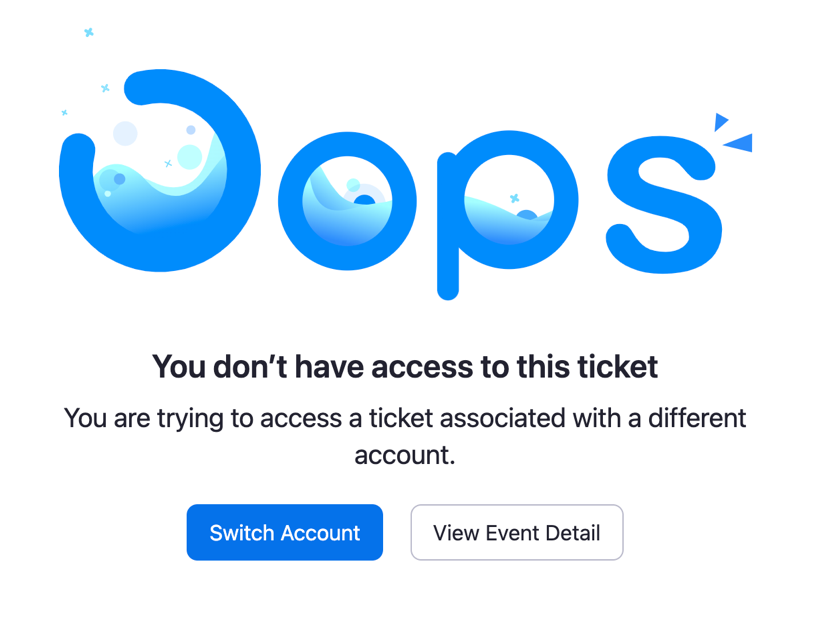 Oops
You don’t have access to this ticket
You are trying to access a ticket associated with a different
account.
Switch Account
View Event Detail